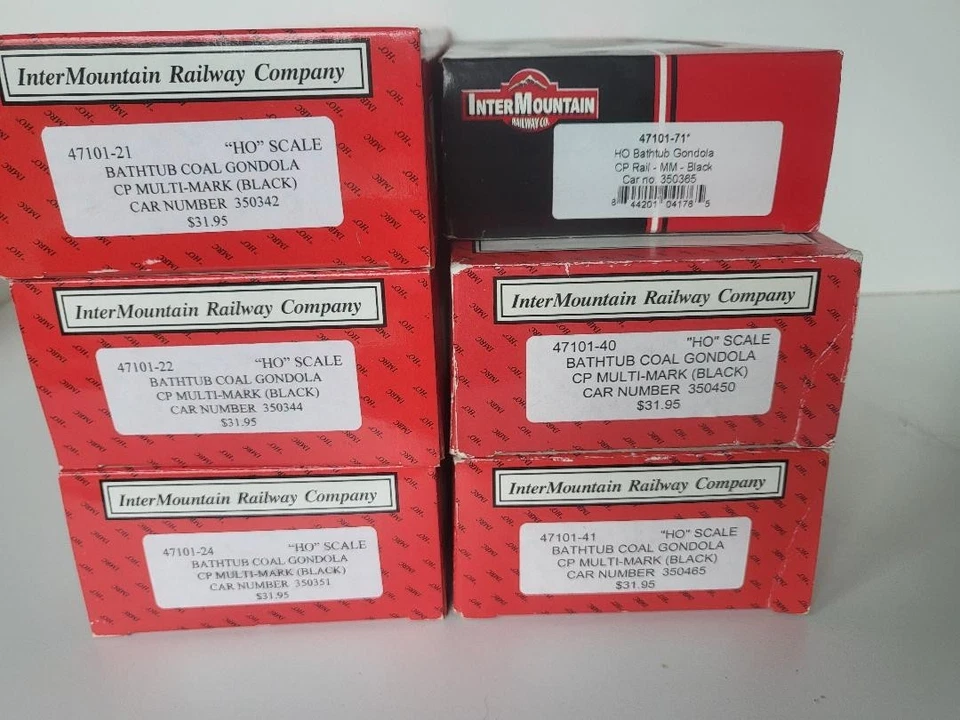 InterMountain Railway Company
47101-21 "HO" SCALE
BATHTUB COAL GONDOLA
CP MULTI-MARK (BLACK)
CAR NUMBER 350342
$31.95
INTERMOUNTAIN
RAILWAY CO.
47101-71*
HO Bathtub Gondola
CP Rail - MM - Black
Car no. 350365
8 44201 04176 5
InterMountain Railway Company
47101-22 "HO" SCALE
BATHTUB COAL GONDOLA
CP MULTI-MARK (BLACK)
CAR NUMBER 350344
$31.95
InterMountain Railway Company
47101-40 "HO" SCALE
BATHTUB COAL GONDOLA
CP MULTI-MARK (BLACK)
CAR NUMBER 350450
$31.95
InterMountain Railway Company
47101-24 "HO" SCALE
BATHTUB COAL GONDOLA
CP MULTI-MARK (BLACK)
CAR NUMBER 350351
$31.95
InterMountain Railway Company
47101-41 "HO" SCALE
BATHTUB COAL GONDOLA
CP MULTI-MARK (BLACK)
CAR NUMBER 350465
$31.95